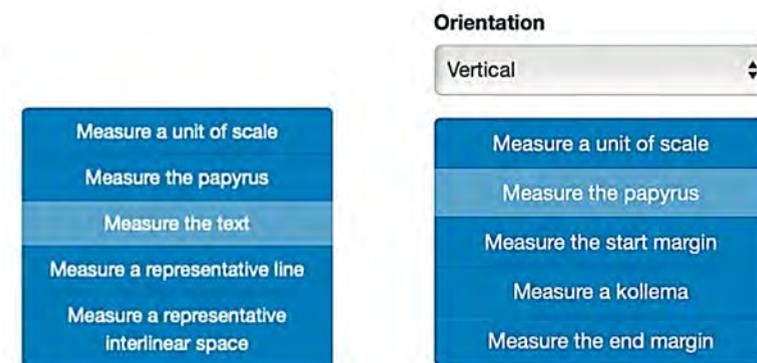 Measure a unit of scale
Measure the papyrus
Measure the text
Measure a representative line
Measure a representative
interlinear space
Orientation
Vertical
Measure a unit of scale
Measure the papyrus
Measure the start margin
Measure a kollema
Measure the end margin